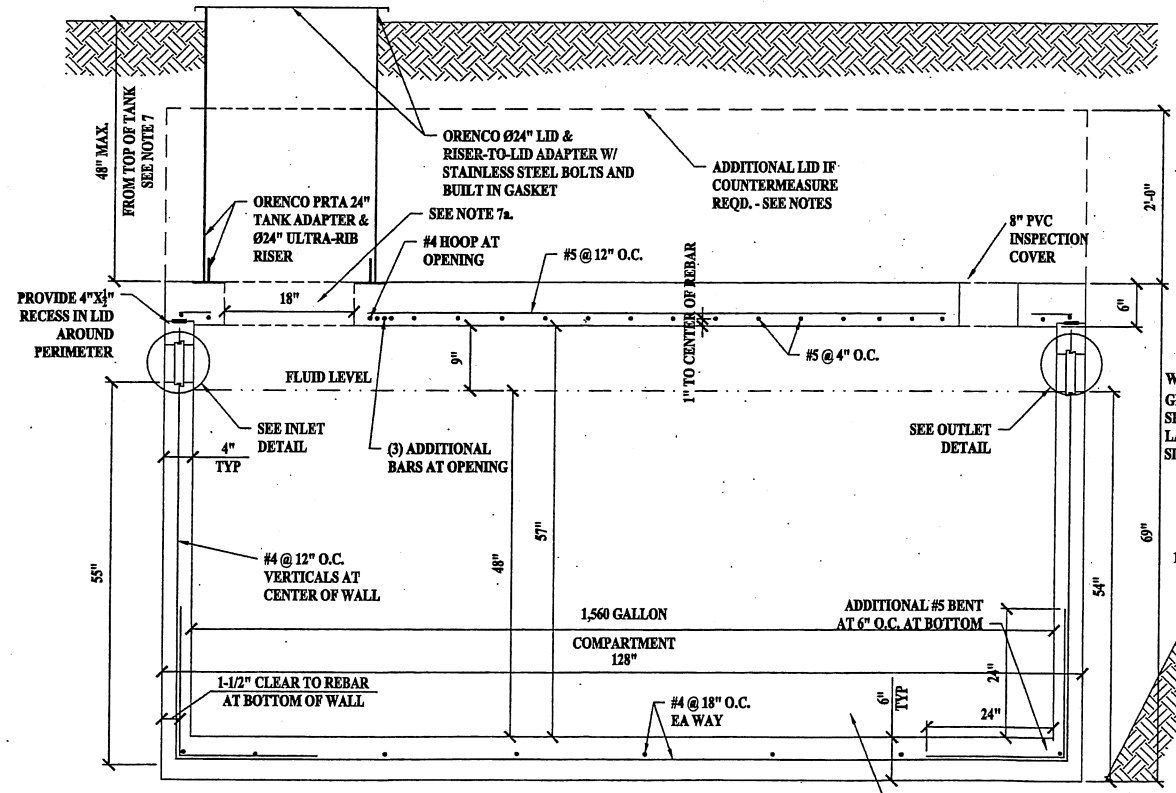 48" MAX.
FROM TOP OF TANK
SEE NOTE 7
ORENCO Ø24" LID &
RISER-TO-LID ADAPTER W/
STAINLESS STEEL BOLTS AND
BUILT IN GASKET
ADDITIONAL LID IF
COUNTERMEASURE
REQD. - SEE NOTES
2'-0"
ORENCO PRTA 24"
TANK ADAPTER &
Ø24" ULTRA-RIB
RISER
SEE NOTE 7a.
#4 HOOP AT
OPENING
#5 @ 12" O.C.
8" PVC
INSPECTION
COVER
PROVIDE 4"X½"
RECESS IN LID
AROUND
PERIMETER
18"
1" TO CENTER OF REBAR
6"
9"
#5 @ 4" O.C.
FLUID LEVEL
SEE INLET
DETAIL
4"
TYP
(3) ADDITIONAL
BARS AT OPENING
SEE OUTLET
DETAIL
55"
#4 @ 12" O.C.
VERTICALS AT
CENTER OF WALL
48"
57"
69"
54"
1,560 GALLON
COMPARTMENT
128"
ADDITIONAL #5 BENT
AT 6" O.C. AT BOTTOM
1-1/2" CLEAR TO REBAR
AT BOTTOM OF WALL
#4 @ 18" O.C.
EA WAY
6"
TYP
24"
24"